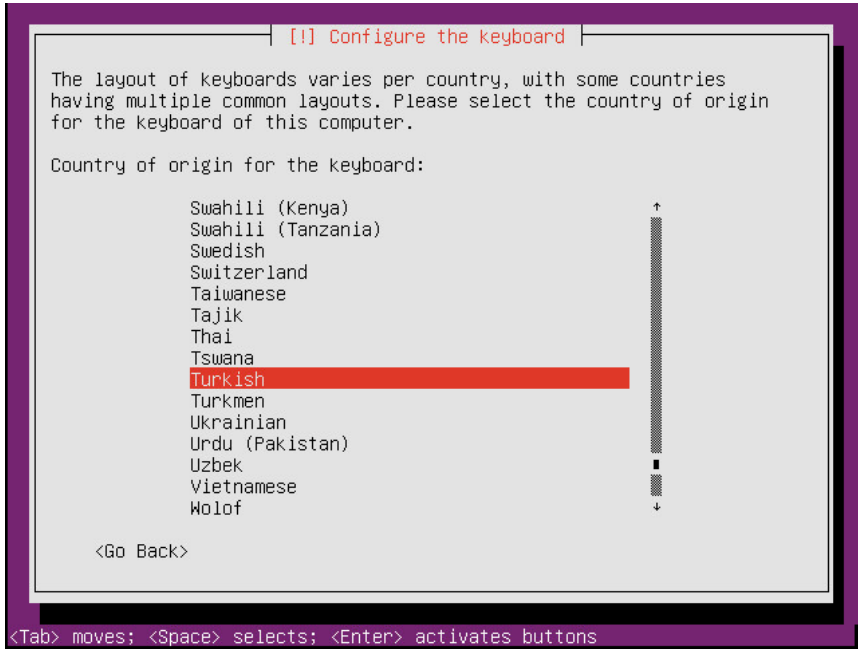 [!] Configure the keyboard
The layout of keyboards varies per country, with some countries
having multiple common layouts. Please select the country of origin
for the keyboard of this computer.
Country of origin for the keyboard:
Swahili (Kenya)
Swahili (Tanzania)
Swedish
Switzerland
Taiwanese
Tajik
Thai
Tswana
Turkish
Turkmen
Ukrainian
Urdu (Pakistan)
Uzbek
Vietnamese
Wolof
<Go Back>
<Tab> moves; <Space> selects; <Enter> activates buttons